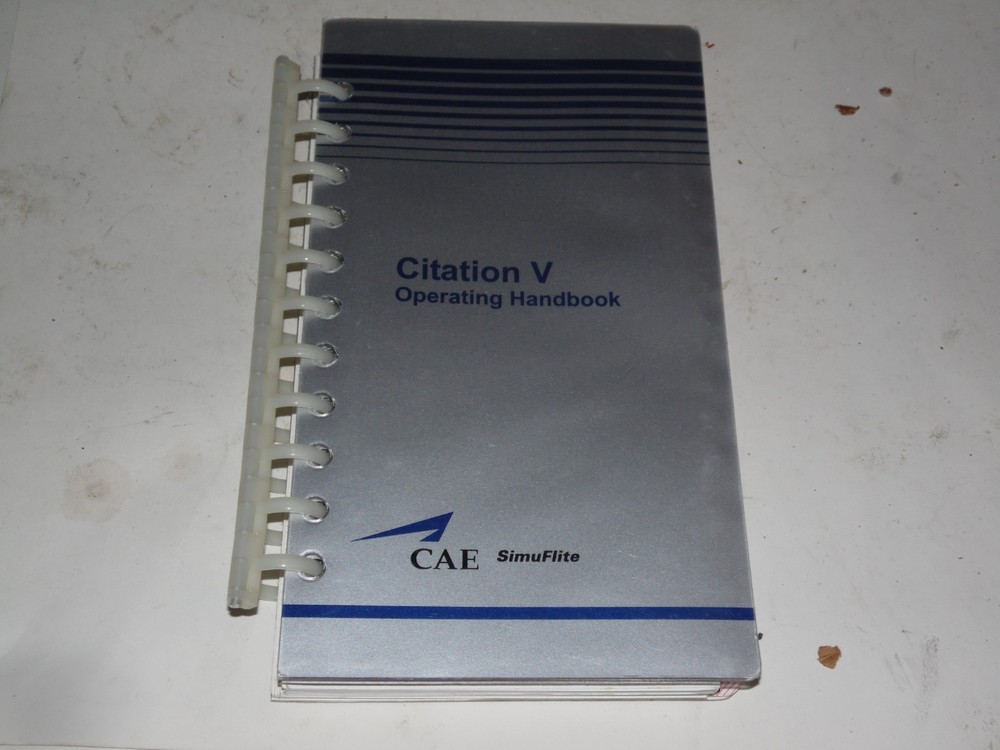 Citation V
Operating Handbook
CAE SimuFlite